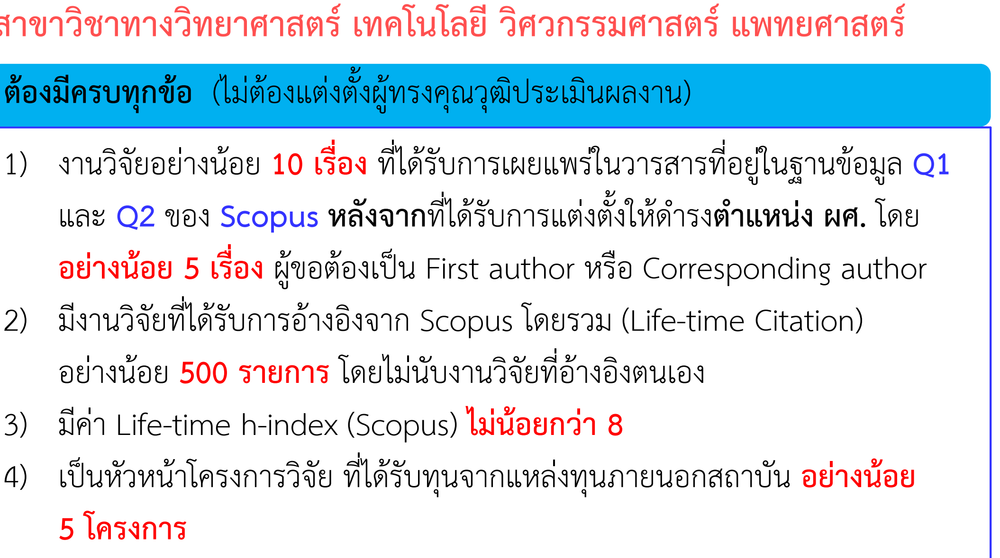 สาขาวิชาทางวิทยาศาสตร์ เทคโนโลยี วิศวกรรมศาสตร์ แพทยศาสตร์
ต้องมีครบทุกข้อ (ไม่ต้องแต่งตั้งผู้ทรงคุณวุฒิประเมินผลงาน)
1) งานวิจัยอย่างน้อย 10 เรื่อง ที่ได้รับการเผยแพร่ในวารสารที่อยู่ในฐานข้อมูล Q1
และ Q2 ของ Scopus หลังจากที่ได้รับการแต่งตั้งให้ดำรงตำแหน่ง ผศ. โดย
อย่างน้อย 5 เรื่อง ผู้ขอต้องเป็น First author หรือ Corresponding author
2) มีงานวิจัยที่ได้รับการอ้างอิงจาก Scopus โดยรวม (Life-time Citation)
อย่างน้อย 500 รายการ โดยไม่นับงานวิจัยที่อ้างอิงตนเอง
3) มีค่า Life-time h-index (Scopus) ไม่น้อยกว่า 8
4) เป็นหัวหน้าโครงการวิจัย ที่ได้รับทุนจากแหล่งทุนภายนอกสถาบัน อย่างน้อย
5 โครงการ